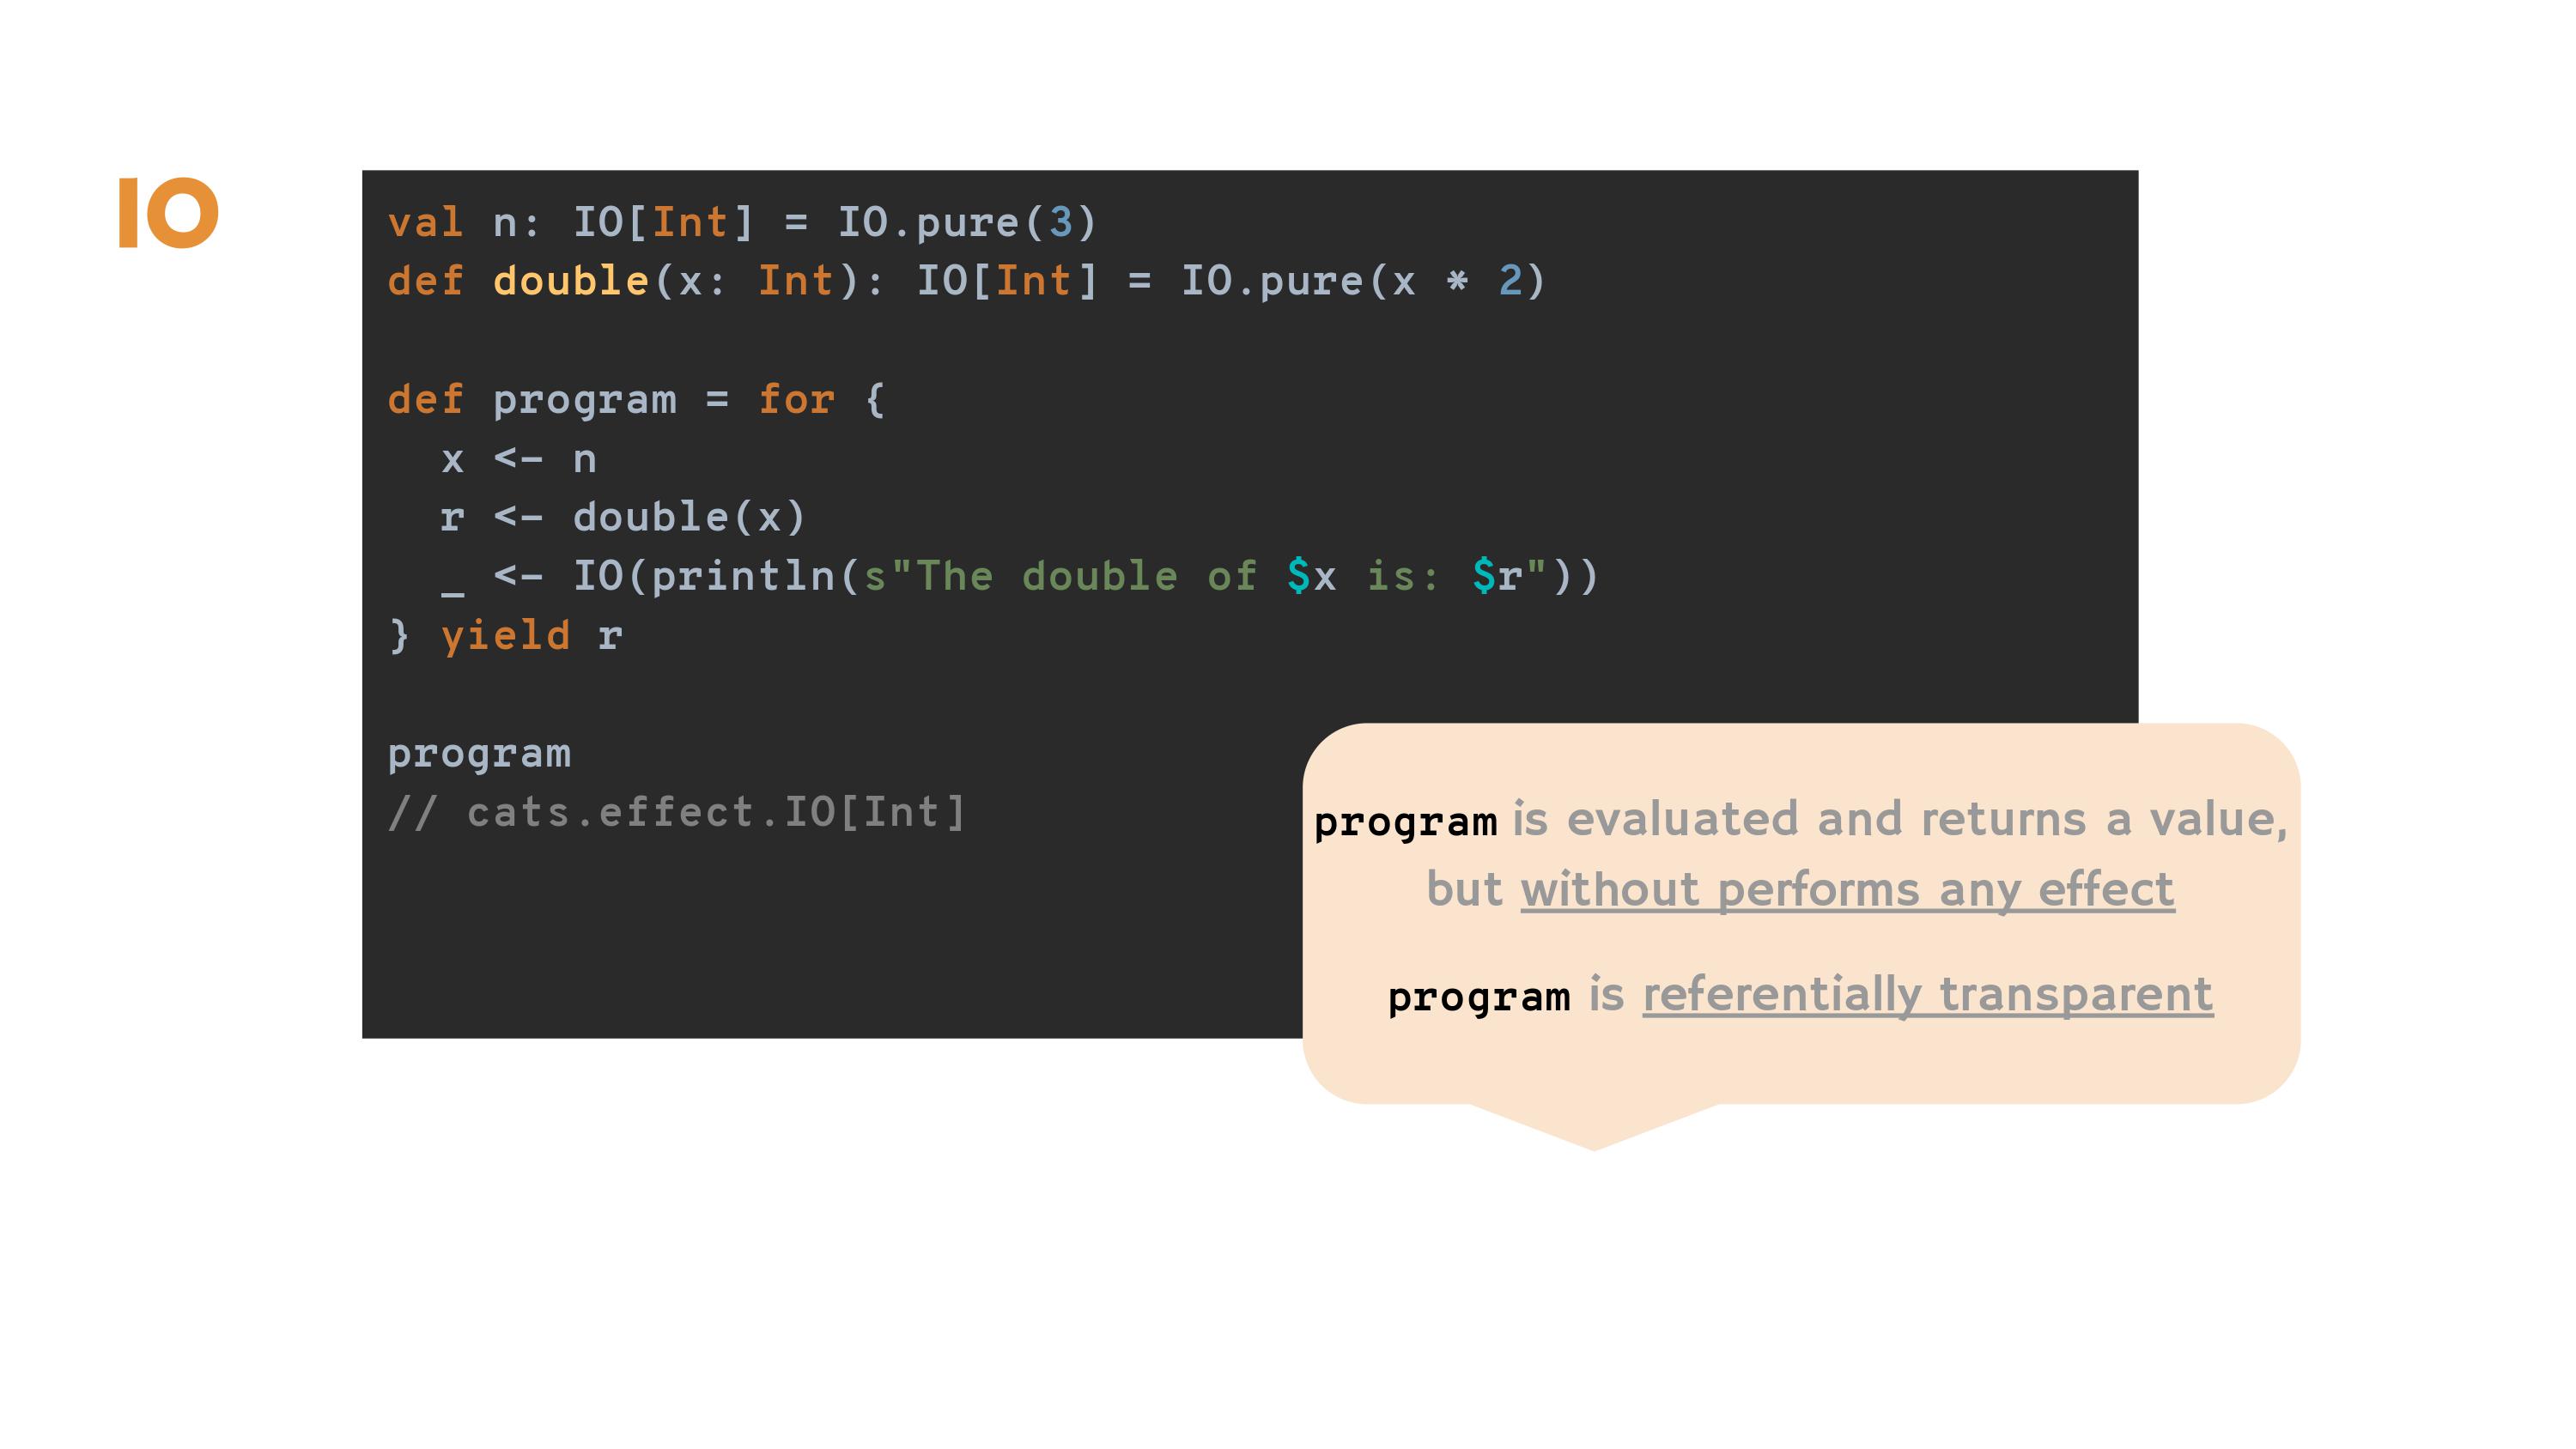 IO
val n: IO[Int] = IO.pure(3)
def double(x: Int): IO[Int] = IO.pure(x * 2)
def program = for {
  x <- n
  r <- double(x)
  _ <- IO(println(s"The double of $x is: $r"))
} yield r
program
// cats.effect.IO[Int]
program is evaluated and returns a value,
but without performs any effect
program is referentially transparent